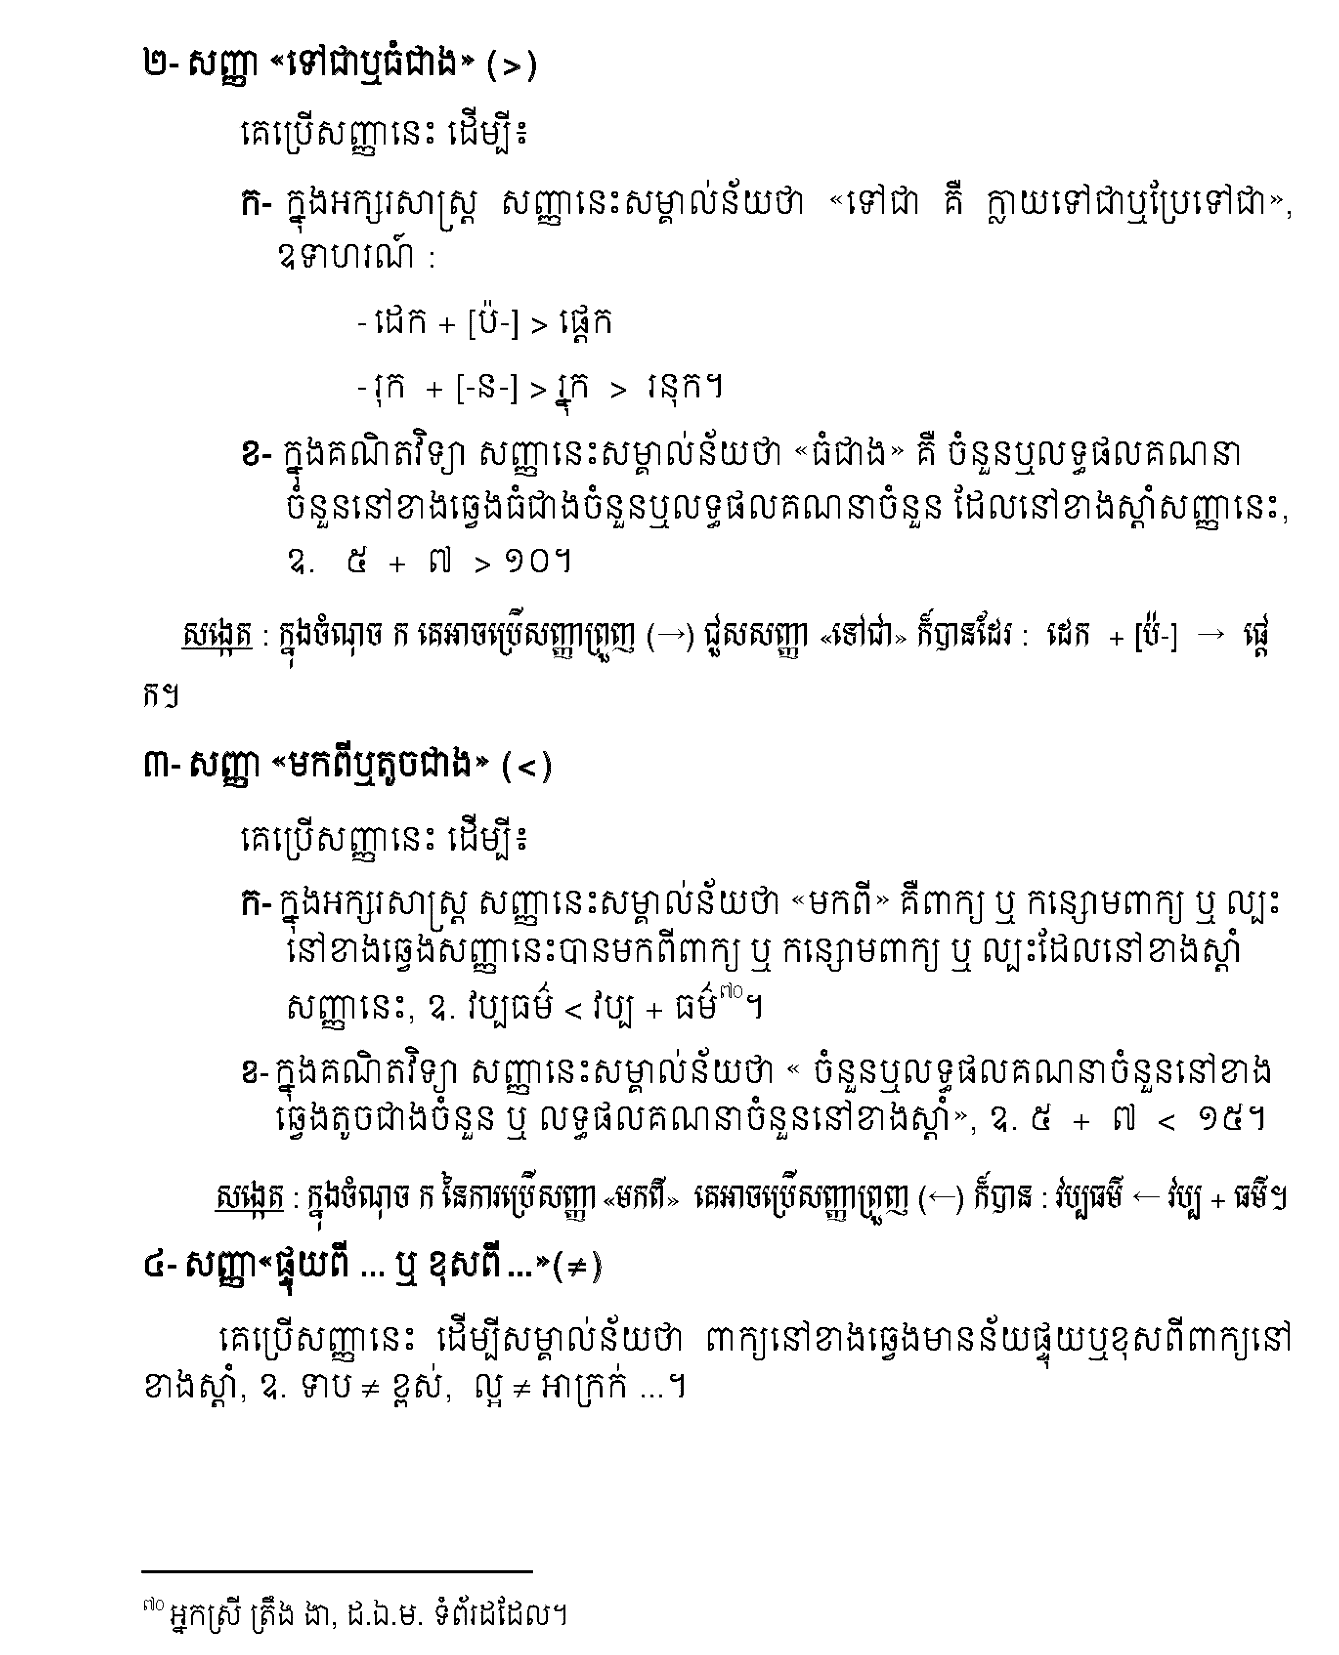 ២- សញ្ញា «ទៅជាឬធំជាង» (>)
គេប្រើសញ្ញានេះ ដើម្បី៖
ក- ក្នុងអក្សរសាស្ត្រ សញ្ញានេះសម្គាល់ន័យថា «ទៅជា គឺ ក្លាយទៅជាឬប្រែទៅជា»,
ឧទាហរណ៍ :
- ដេក + [ប៉-] > ផ្តេក
- រុក + [-ន-] > រ្នុក > រនុក។
ខ- ក្នុងគណិតវិទ្យា សញ្ញានេះសម្គាល់ន័យថា «ធំជាង» គឺ ចំនួនឬលទ្ធផលគណនា
ចំនួននៅខាងឆ្វេងធំជាងចំនួនឬលទ្ធផលគណនាចំនួន ដែលនៅខាងស្តាំសញ្ញានេះ,
ឧ. ៥ + ៧ > ១០។
សង្កេត : ក្នុងចំណុច ក គេអាចប្រើសញ្ញាព្រួញ (→) ជួសសញ្ញា «ទៅជា» ក៏បានដែរ : ដេក + [ប៉-] → ផ្តេ
ក។
៣- សញ្ញា «មកពីឬតូចជាង» (<)
គេប្រើសញ្ញានេះ ដើម្បី៖
ក- ក្នុងអក្សរសាស្ត្រ សញ្ញានេះសម្គាល់ន័យថា «មកពី» គឺពាក្យ ឬ កន្សោមពាក្យ ឬ ល្បះ
នៅខាងឆ្វេងសញ្ញានេះបានមកពីពាក្យ ឬ កន្សោមពាក្យ ឬ ល្បះដែលនៅខាងស្តាំ
សញ្ញានេះ, ឧ. វប្បធម៌ < វប្ប + ធម៌៧០។
ខ- ក្នុងគណិតវិទ្យា សញ្ញានេះសម្គាល់ន័យថា « ចំនួនឬលទ្ធផលគណនាចំនួននៅខាង
ឆ្វេងតូចជាងចំនួន ឬ លទ្ធផលគណនាចំនួននៅខាងស្តាំ», ឧ. ៥ + ៧ < ១៥។
សង្កេត : ក្នុងចំណុច ក នៃការប្រើសញ្ញា «មកពី» គេអាចប្រើសញ្ញាព្រួញ (←) ក៏បាន : វប្បធម៌ ← វប្ប + ធម៌។
៤- សញ្ញា«ផ្ទុយពី ... ឬ ខុសពី ...»(≠)
គេប្រើសញ្ញានេះ ដើម្បីសម្គាល់ន័យថា ពាក្យនៅខាងឆ្វេងមានន័យផ្ទុយឬខុសពីពាក្យនៅ
ខាងស្តាំ, ឧ. ទាប ≠ ខ្ពស់, ល្អ ≠ អាក្រក់ ...។
៧០ អ្នកស្រី ត្រឹង ងា, ដ.ឯ.ម. ទំព័រដដែល។